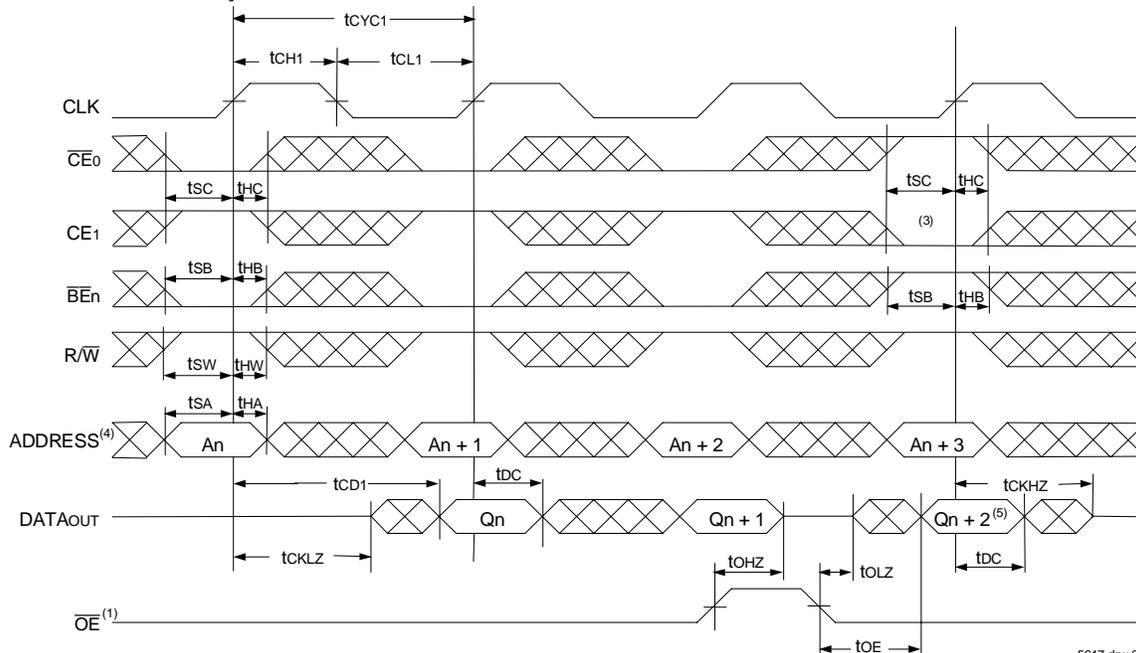 tCYC1
tCH1
tCL1
CLK
CE0
tSC
tHC
tSC
tHC
CE1
(3)
tSB
tHB
BEn
tSB
tHB
R/W
tSW
tHW
tSA
tHA
ADDRESS(4)
An
An + 1
An + 2
An + 3
tCD1
tDC
tCKHZ
DATAOUT
Qn
Qn + 1
Qn + 2(5)
tCKLZ
tOHZ
tOLZ
tDC
OE(1)
tOE